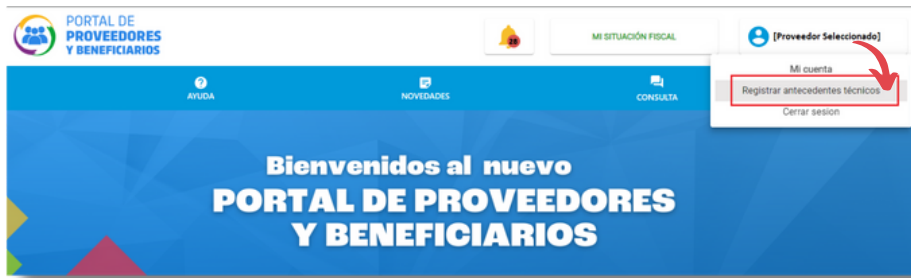 PORTAL DE
PROVEEDORES
Y BENEFICIARIOS
28
MI SITUACIÓN FISCAL
[Proveedor Seleccionado]
Mi cuenta
Registrar antecedentes técnicos
Cerrar sesion
AYUDA
NOVEDADES
CONSULTA
Bienvenidos al nuevo
PORTAL DE PROVEEDORES
Y BENEFICIARIOS